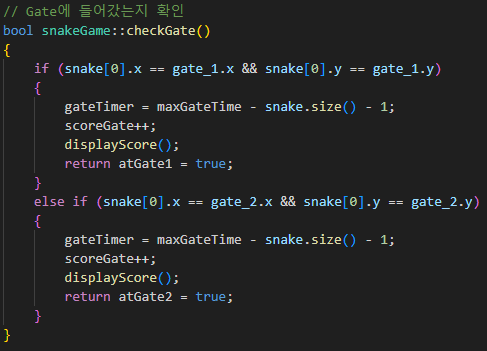 // Gate에 들어갔는지 확인
bool snakeGame::checkGate()
{
    if (snake[0].x == gate_1.x && snake[0].y == gate_1.y)
    {
        gateTimer = maxGateTime - snake.size() - 1;
        scoreGate++;
        displayScore();
        return atGate1 = true;
    }
    else if (snake[0].x == gate_2.x && snake[0].y == gate_2.y)
    {
        gateTimer = maxGateTime - snake.size() - 1;
        scoreGate++;
        displayScore();
        return atGate2 = true;
    }
}